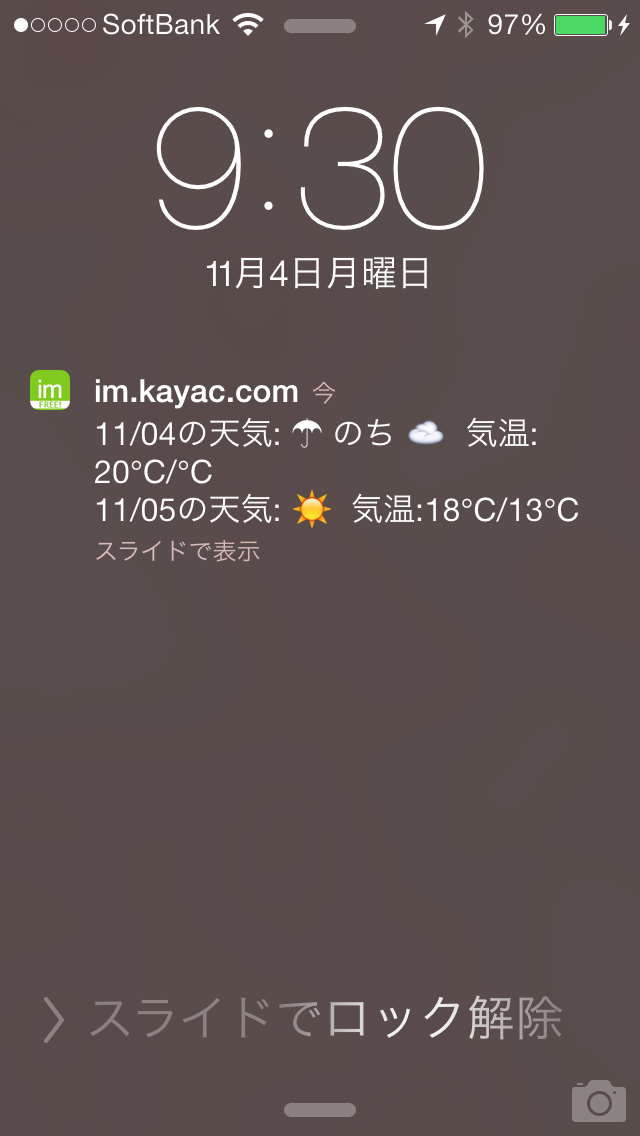 SoftBank 97%
9:30
11月4日月曜日
im FREE! im.kayac.com 今
11/04の天気: ☂ のち ☁ 気温:
20°C/°C
11/05の天気: ☀ 気温:18°C/13°C
スライドで表示
スライドでロック解除